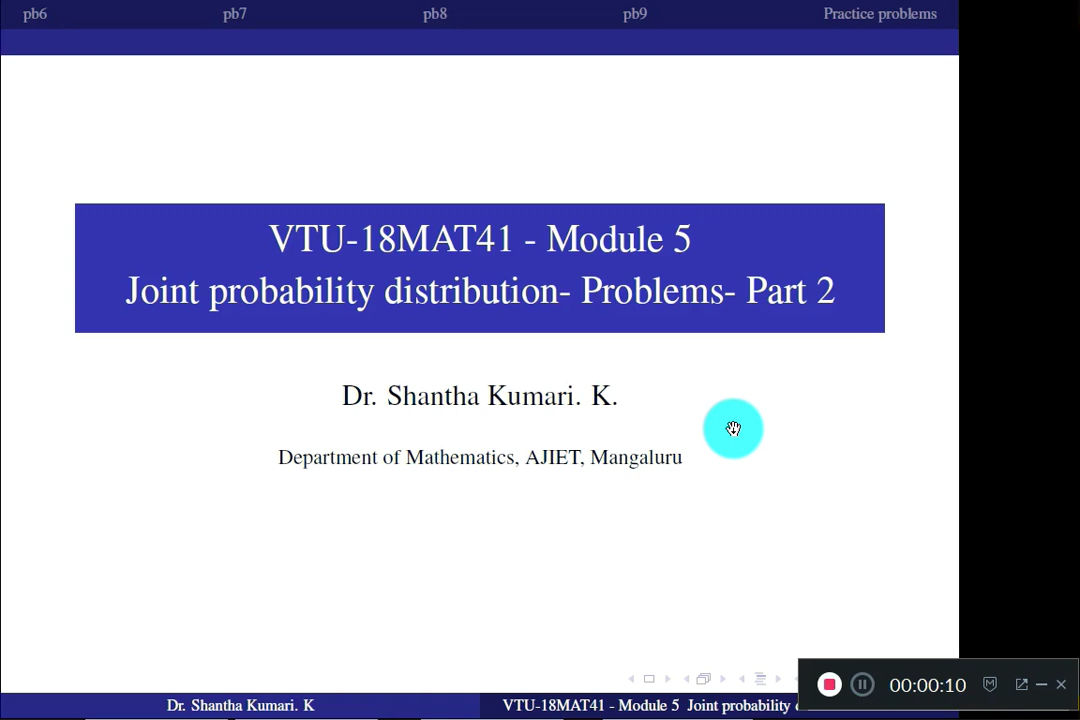 pb6 pb7 pb8 pb9 Practice problems
VTU-18MAT41 - Module 5
Joint probability distribution- Problems- Part 2
Dr. Shantha Kumari. K.
Department of Mathematics, AJIET, Mangaluru
00:00:10
Dr. Shantha Kumari. K VTU-18MAT41 - Module 5 Joint probability